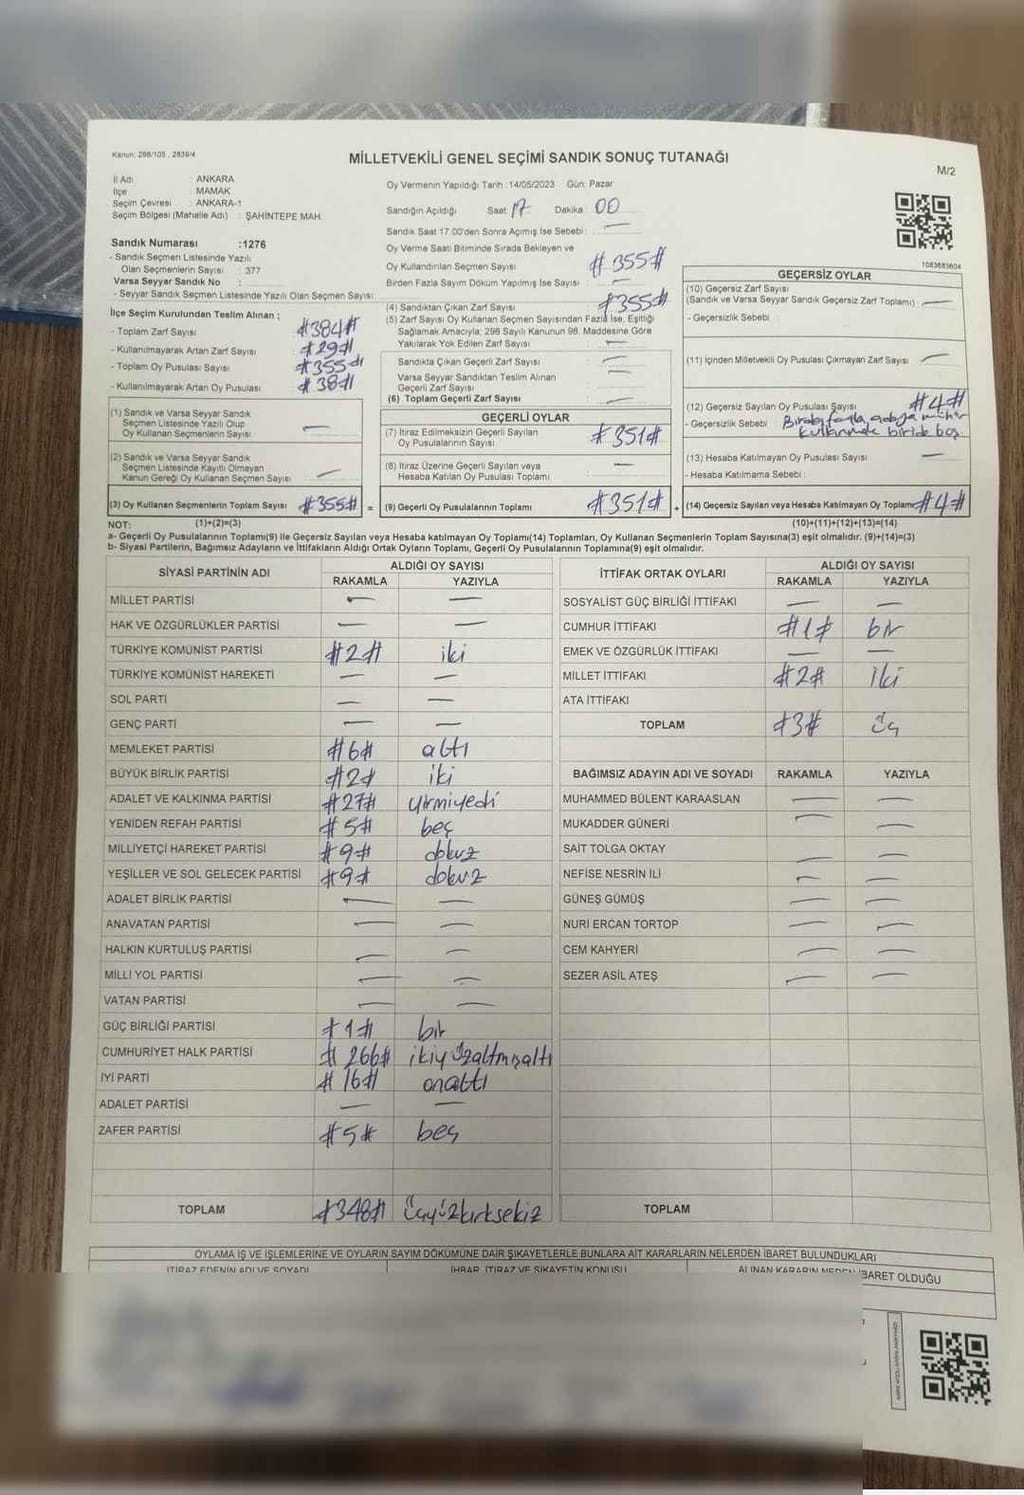 Kanun: 298/105 , 2839/4
MİLLETVEKİLİ GENEL SEÇİMİ SANDIK SONUÇ TUTANAĞI
M/2
İl Adı : ANKARA
İlçe : MAMAK
Seçim Çevresi : ANKARA-1
Seçim Bölgesi (Mahalle Adı) : ŞAHİNTEPE MAH.
Oy Vermenin Yapıldığı Tarih :14/05/2023 Gün: Pazar
Sandığın Açıldığı Saat 17 Dakika 00
Sandık Saat 17.00'den Sonra Açımış İse Sebebi :
Oy Verme Saati Bitiminde Sırada Bekleyen ve
Oy Kullandırılan Seçmen Sayısı #355#
Birden Fazla Sayım Döküm Yapılmış İse Sayısı : —
1083683604
Sandık Numarası :1276
- Sandık Seçmen Listesinde Yazılı
Olan Seçmenlerin Sayısı : 377
Varsa Seyyar Sandık No :
- Seyyar Sandık Seçmen Listesinde Yazılı Olan Seçmen Sayısı:
İlçe Seçim Kurulundan Teslim Alınan ;
- Toplam Zarf Sayısı #384#
- Kullanılmayarak Artan Zarf Sayısı #29#
- Toplam Oy Pusulası Sayısı #355#
- Kullanılmayarak Artan Oy Pusulası #38#
(1) Sandık ve Varsa Seyyar Sandık
Seçmen Listesinde Yazılı Olup
Oy Kullanan Seçmenlerin Sayısı —
(2) Sandık ve Varsa Seyyar Sandık
Seçmen Listesinde Kayıtlı Olmayan
Kanun Gereği Oy Kullanan Seçmen Sayısı —
(3) Oy Kullanan Seçmenlerin Toplam Sayısı #355# =
(4) Sandıktan Çıkan Zarf Sayısı #355#
(5) Zarf Sayısı Oy Kullanan Seçmen Sayısından Fazla İse, Eşitliği
Sağlamak Amacıyla; 298 Sayılı Kanunun 98. Maddesine Göre
Yakılarak Yok Edilen Zarf Sayısı : —
Sandıkta Çıkan Geçerli Zarf Sayısı : —
Varsa Seyyar Sandıktan Teslim Alınan
Geçerli Zarf Sayısı : —
(6) Toplam Geçerli Zarf Sayısı : —
GEÇERLİ OYLAR
(7) İtiraz Edilmeksizin Geçerli Sayılan
Oy Pusulalarının Sayısı #351#
(8) İtiraz Üzerine Geçerli Sayılan veya
Hesaba Katılan Oy Pusulası Toplamı —
(9) Geçerli Oy Pusulalarının Toplamı #351# +
GEÇERSİZ OYLAR
(10) Geçersiz Zarf Sayısı
(Sandık ve Varsa Seyyar Sandık Geçersiz Zarf Toplamı) : —
- Geçersizlik Sebebi :
(11) İçinden Milletvekili Oy Pusulası Çıkmayan Zarf Sayısı —
(12) Geçersiz Sayılan Oy Pusulası Sayısı #4#
- Geçersizlik Sebebi :
(13) Hesaba Katılmayan Oy Pusulası Sayısı —
- Hesaba Katılmama Sebebi :
(14) Geçersiz Sayılan veya Hesaba Katılmayan Oy Toplamı #4#
NOT: (1)+(2)=(3) (10)+(11)+(12)+(13)=(14)
a- Geçerli Oy Pusulasının Toplamı(9) ile Geçersiz Sayılan veya Hesaba katılmayan Oy Toplamı(14) Toplamları, Oy Kullanan Seçmenlerin Toplam Sayısına(3) eşit olmalıdır. (9)+(14)=(3)
b- Siyasi Partilerin, Bağımsız Adayların ve İttifakların Aldığı Ortak Oyların Toplamı, Geçerli Oy Pusulalarının Toplamına(9) eşit olmalıdır.
SİYASİ PARTİNİN ADI ALDIĞI OY SAYISI
RAKAMLA YAZIYLA
MİLLET PARTİSİ — —
HAK VE ÖZGÜRLÜKLER PARTİSİ — —
TÜRKİYE KOMÜNİST PARTİSİ #2# iki
TÜRKİYE KOMÜNİST HAREKETİ — —
SOL PARTİ — —
GENÇ PARTİ — —
MEMLEKET PARTİSİ #6# altı
BÜYÜK BİRLİK PARTİSİ #2# iki
ADALET VE KALKINMA PARTİSİ #27# yirmiyedi
YENİDEN REFAH PARTİSİ #5# beş
MİLLİYETÇİ HAREKET PARTİSİ #9# dokuz
YEŞİLLER VE SOL GELECEK PARTİSİ #9# dokuz
ADALET BİRLİK PARTİSİ — —
ANAVATAN PARTİSİ — —
HALKIN KURTULUŞ PARTİSİ — —
MİLLİ YOL PARTİSİ — —
VATAN PARTİSİ — —
GÜÇ BİRLİĞİ PARTİSİ #1# bir
CUMHURİYET HALK PARTİSİ #266# ikiyüzaltmışaltı
İYİ PARTİ #16# onaltı
ADALET PARTİSİ — —
ZAFER PARTİSİ #5# beş
TOPLAM #348# üçyüzkırksekiz
İTTİFAK ORTAK OYLARI ALDIĞI OY SAYISI
RAKAMLA YAZIYLA
SOSYALİST GÜÇ BİRLİĞİ İTTİFAKI — —
CUMHUR İTTİFAKI #1# bir
EMEK VE ÖZGÜRLÜK İTTİFAKI — —
MİLLET İTTİFAKI #2# iki
ATA İTTİFAKI
TOPLAM #3# üç
BAĞIMSIZ ADAYIN ADI VE SOYADI RAKAMLA YAZIYLA
MUHAMMED BÜLENT KARAASLAN — —
MUKADDER GÜNERİ — —
SAİT TOLGA OKTAY — —
NEFİSE NESRİN İLİ — —
GÜNEŞ GÜMÜŞ — —
NURİ ERCAN TORTOP — —
CEM KAHYERİ — —
SEZER ASİL ATEŞ — —
TOPLAM
OYLAMA İŞ VE İŞLEMLERİNE VE OYLARIN SAYIM DÖKÜMÜNE DAİR ŞİKAYETLERLE BUNLARA AİT KARARLARIN NELERDEN İBARET BULUNDUKLARI
İTİRAZ EDENİN ADI VE SOYADI İHBAR, İTİRAZ VE ŞİKAYETİN KONUSU ALINAN KARARIN NEDEN İBARET OLDUĞU